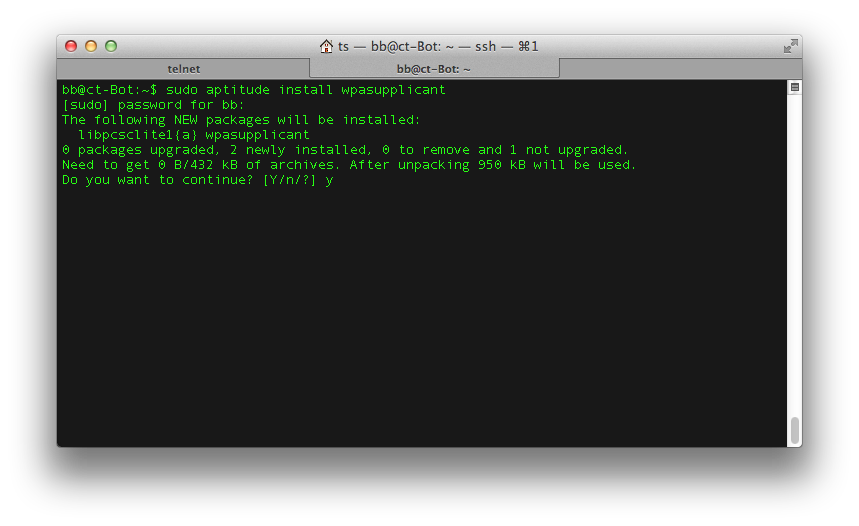 ts — bb@ct-Bot: ~ — ssh — ⌘1
telnet
bb@ct-Bot: ~
bb@ct-Bot:~$ sudo aptitude install wpasupplicant
[sudo] password for bb:
The following NEW packages will be installed:
  libpcsclite1{a} wpasupplicant
0 packages upgraded, 2 newly installed, 0 to remove and 1 not upgraded.
Need to get 0 B/432 kB of archives. After unpacking 950 kB will be used.
Do you want to continue? [Y/n/?] y